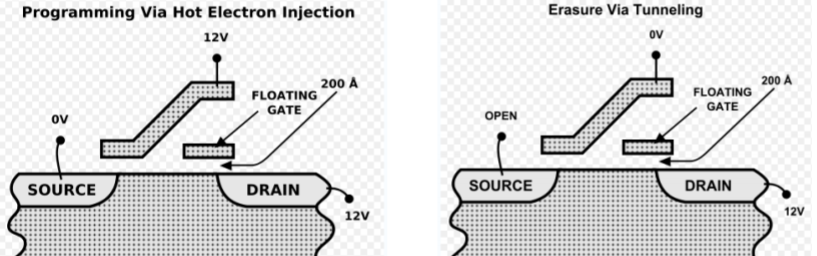 Programming Via Hot Electron Injection
12V
0V
FLOATING
GATE
200 Å
SOURCE
DRAIN
12V
Erasure Via Tunneling
0V
OPEN
FLOATING
GATE
200 Å
SOURCE
DRAIN
12V